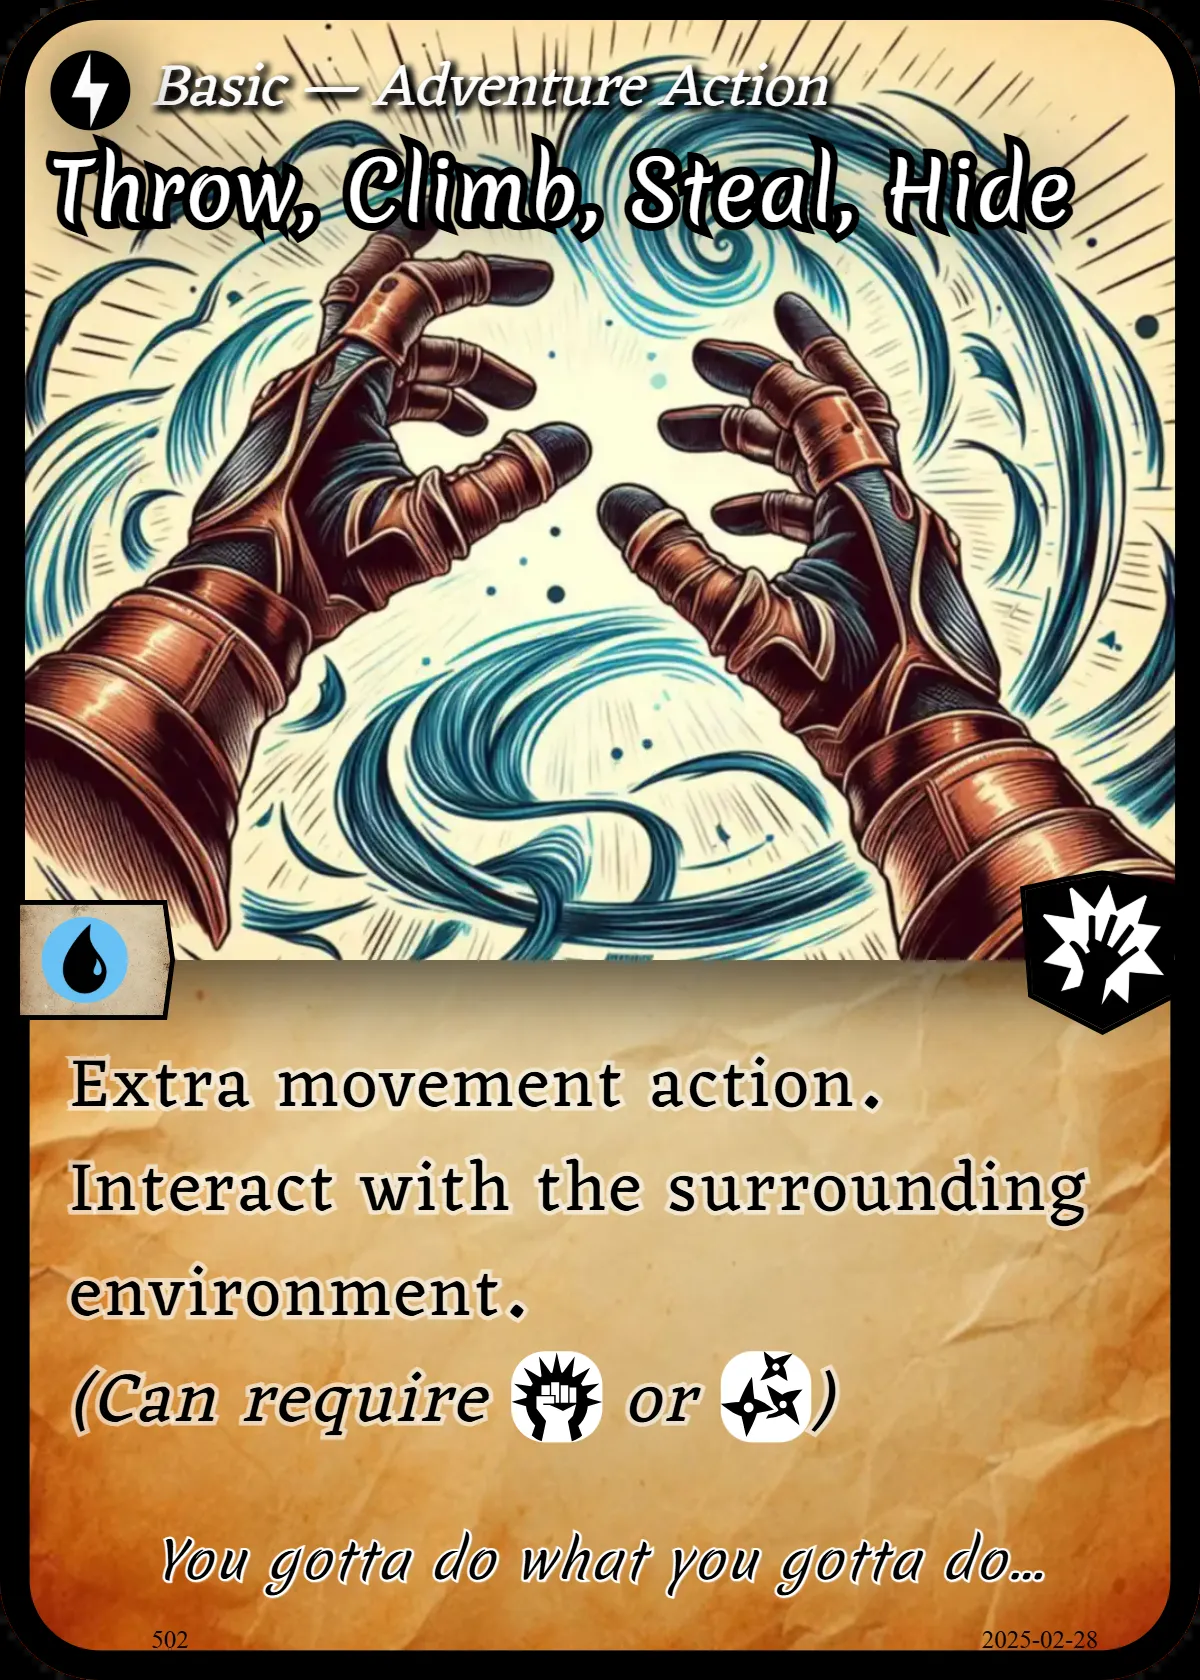 Basic — Adventure Action
Throw, Climb, Steal, Hide
Extra movement action.
Interact with the surrounding
environment.
(Can require or )
You gotta do what you gotta do...
502
2025-02-28